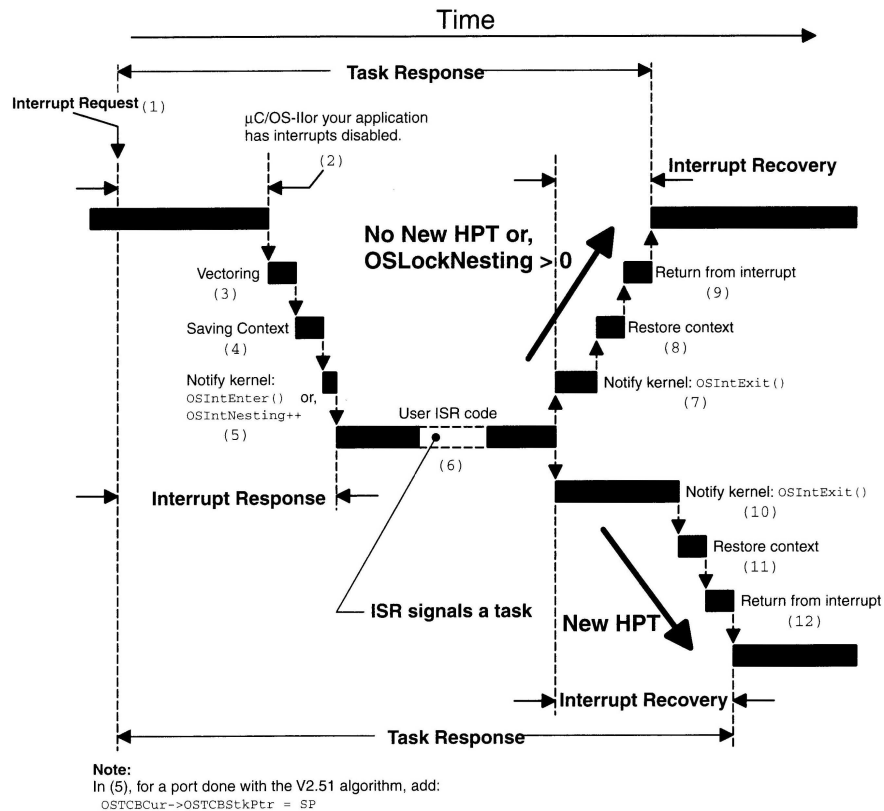 Time
Task Response
Interrupt Request (1)
µC/OS-IIor your application
has interrupts disabled.
(2)
Interrupt Recovery
No New HPT or,
OSLockNesting > 0
Vectoring
(3)
Return from interrupt
(9)
Saving Context
(4)
Restore context
(8)
Notify kernel:
OSIntEnter() or,
OSIntNesting++
(5)
Notify kernel: OSIntExit()
(7)
User ISR code
(6)
Interrupt Response
Notify kernel: OSIntExit()
(10)
Restore context
(11)
ISR signals a task
New HPT
Return from interrupt
(12)
Interrupt Recovery
Task Response
Note:
In (5), for a port done with the V2.51 algorithm, add:
OSTCBCur->OSTCBStkPtr = SP